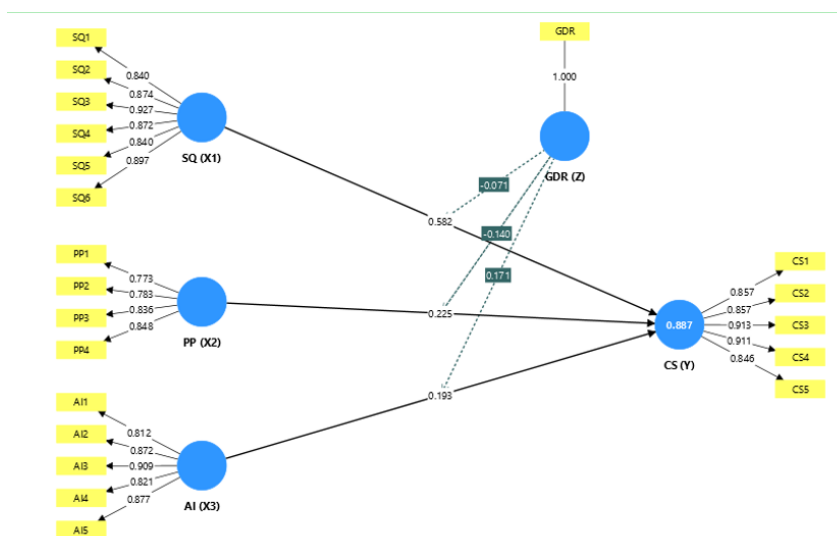 SQ1
SQ2
SQ3
SQ4
SQ5
SQ6
0.840
0.874
0.927
0.872
0.840
0.897
SQ (X1)
PP1
PP2
PP3
PP4
0.773
0.783
0.836
0.848
PP (X2)
AI1
AI2
AI3
AI4
AI5
0.812
0.872
0.909
0.821
0.877
AI (X3)
GDR
1.000
GDR (Z)
-0.071
-0.140
0.171
0.582
0.225
0.193
0.887
CS (Y)
0.857
0.857
0.913
0.911
0.846
CS1
CS2
CS3
CS4
CS5